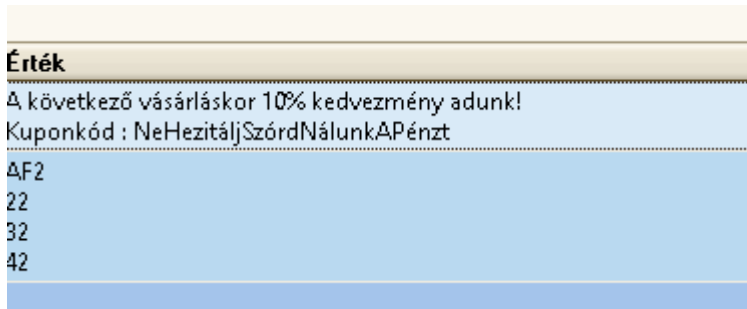 Érték
A következő vásárláskor 10% kedvezmény adunk!
Kuponkód : NeHezitáljSzórdNálunkAPénzt
AF2
22
32
42